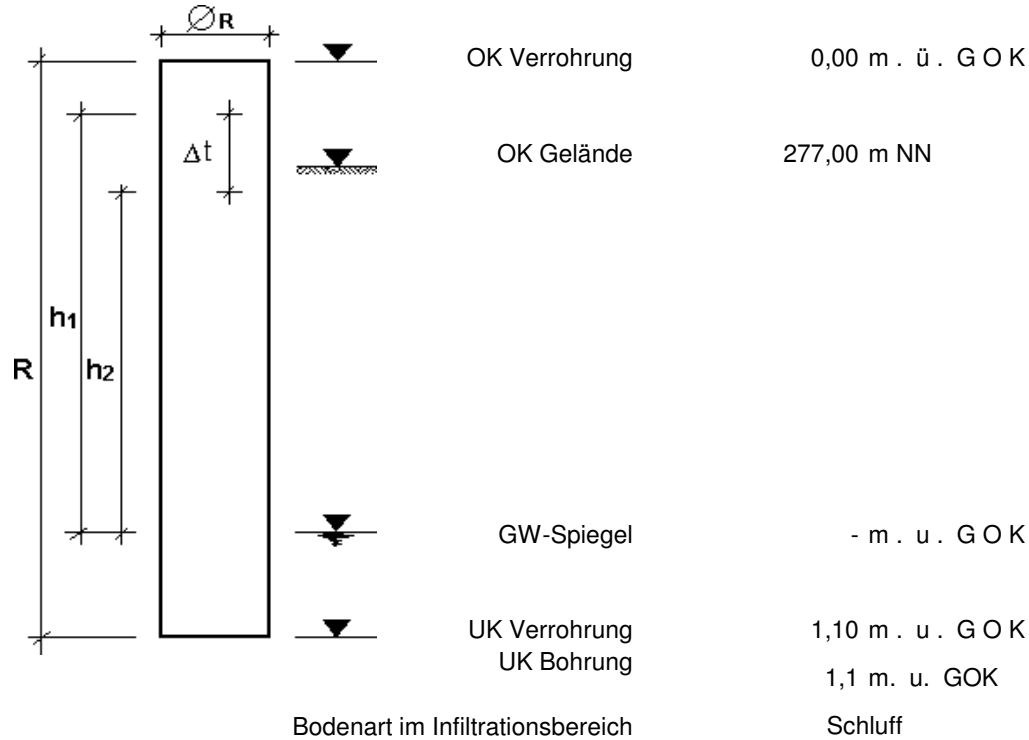 ∅R
OK Verrohrung 0,00 m . ü . G O K
Δt
OK Gelände 277,00 m NN
h1
R h2
GW-Spiegel - m . u . G O K
UK Verrohrung 1,10 m . u . G O K
UK Bohrung 1,1 m. u. GOK
Bodenart im Infiltrationsbereich Schluff